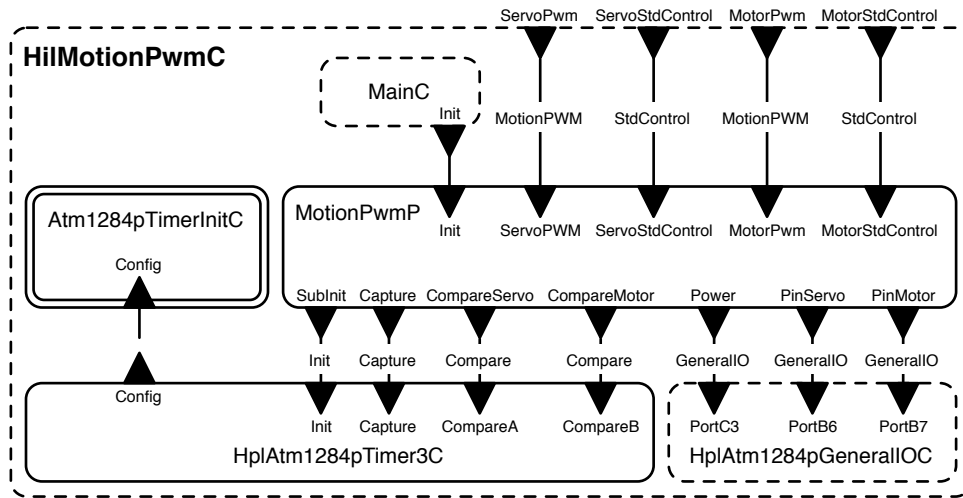 ServoPwm ServoStdControl MotorPwm MotorStdControl
HilMotionPwmC
MainC
Init MotionPWM StdControl MotionPWM StdControl
Atm1284pTimerInitC
MotionPwmP
Init ServoPWM ServoStdControl MotorPwm MotorStdControl
Config
SubInit Capture CompareServo CompareMotor Power PinServo PinMotor
Init Capture Compare Compare GeneralIO GeneralIO GeneralIO
Config
Init Capture CompareA CompareB PortC3 PortB6 PortB7
HplAtm1284pTimer3C HplAtm1284pGeneralIOC